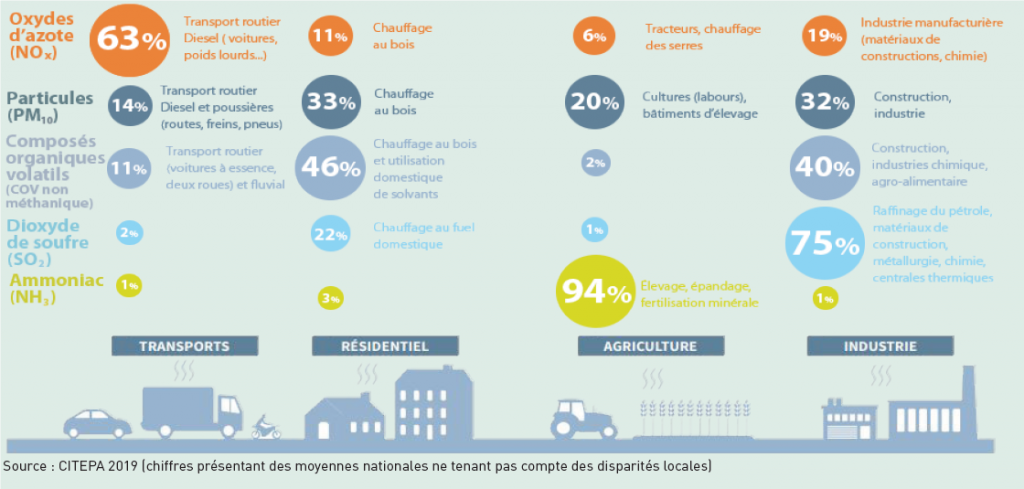 Oxydes
d'azote
(NOx)
63%
Transport routier
Diesel ( voitures,
poids lourds...)
11%
Chauffage
au bois
6%
Tracteurs, chauffage
des serres
19%
Industrie manufacturière
(matériaux de
constructions, chimie)
Particules
(PM10)
14%
Transport routier
Diesel et poussières
(routes, freins, pneus)
33%
Chauffage
au bois
20%
Cultures (labours),
bâtiments d'élevage
32%
Construction,
industrie
Composés
organiques
volatils
(COV non
méthanique)
11%
Transport routier
(voitures à essence,
deux roues) et fluvial
46%
Chauffage au bois
et utilisation
domestique
de solvants
2%
40%
Construction,
industries chimique,
agro-alimentaire
Dioxyde
de soufre
(SO2)
2%
22%
Chauffage au fuel
domestique
1%
75%
Raffinage du pétrole,
matériaux de
construction,
métallurgie, chimie,
centrales thermiques
Ammoniac
(NH3)
1%
3%
94%
Elevage, épandage,
fertilisation minérale
1%
TRANSPORTS
RÉSIDENTIEL
AGRICULTURE
INDUSTRIE
Source : CITEPA 2019 (chiffres présentant des moyennes nationales ne tenant pas compte des disparités locales)